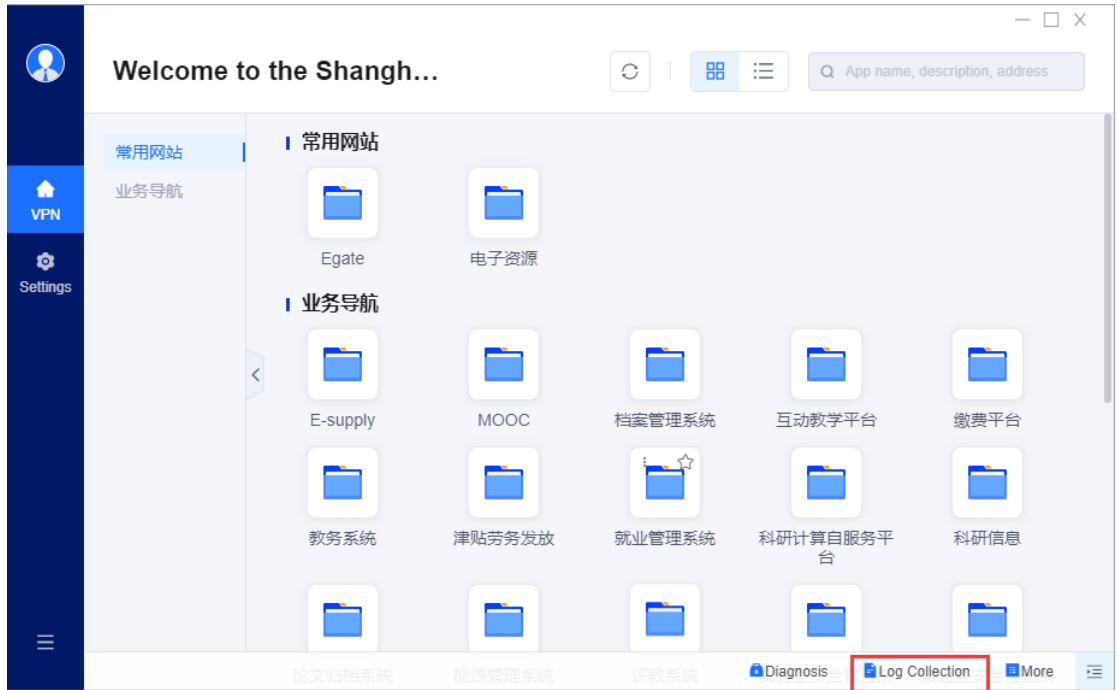 Welcome to the Shangh...
App name, description, address
VPN
Settings
常用网站
业务导航
常用网站
Egate
电子资源
业务导航
E-supply
MOOC
档案管理系统
互动教学平台
缴费平台
教务系统
津贴劳务发放
就业管理系统
科研计算自服务平
台
科研信息
论文归档系统
能源管理系统
评教系统
Diagnosis
Log Collection
More